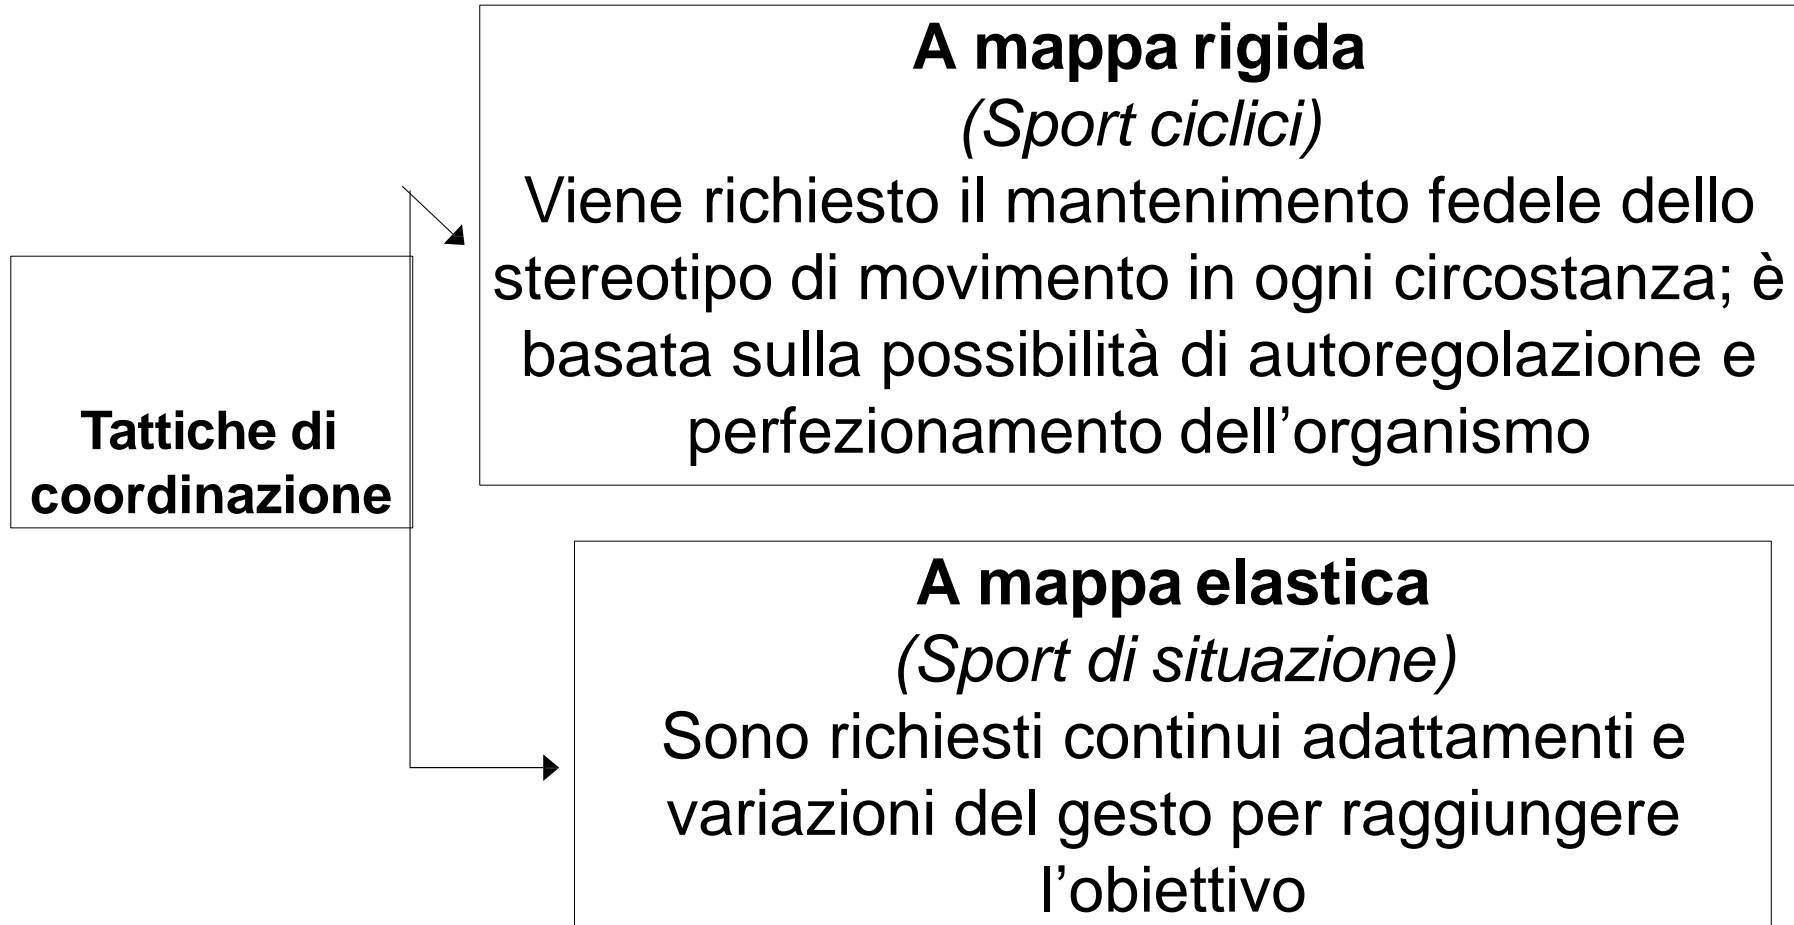 A mappa rigida
(Sport ciclici)
Viene richiesto il mantenimento fedele dello
stereotipo di movimento in ogni circostanza; è
basata sulla possibilità di autoregolazione e
perfezionamento dell’organismo
Tattiche di
coordinazione
A mappa elastica
(Sport di situazione)
Sono richiesti continui adattamenti e
variazioni del gesto per raggiungere
l’obiettivo